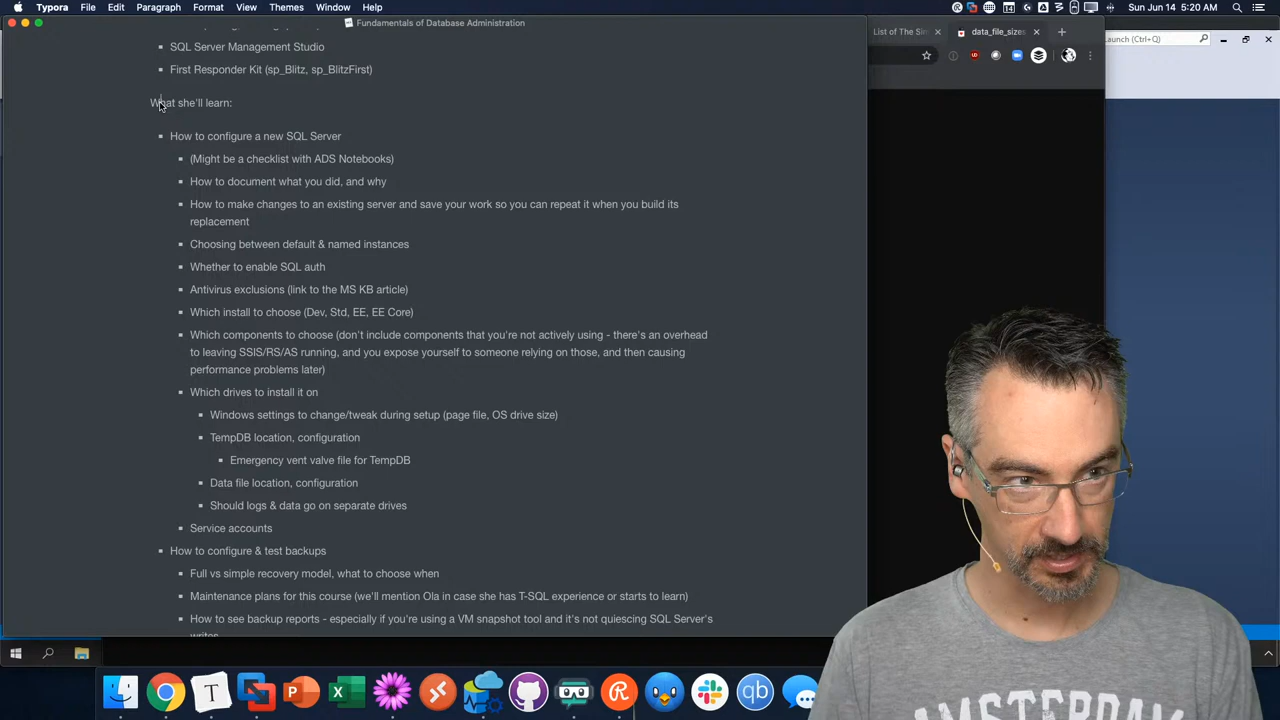 Typora File Edit Paragraph Format View Themes Window Help Sun Jun 14 5:20 AM
Fundamentals of Database Administration
List of The Si
data_file_sizes
Launch (Ctrl+Q)
SQL Server Management Studio
First Responder Kit (sp_Blitz, sp_BlitzFirst)
What she'll learn:
How to configure a new SQL Server
(Might be a checklist with ADS Notebooks)
How to document what you did, and why
How to make changes to an existing server and save your work so you can repeat it when you build its
replacement
Choosing between default & named instances
Whether to enable SQL auth
Antivirus exclusions (link to the MS KB article)
Which install to choose (Dev, Std, EE, EE Core)
Which components to choose (don't include components that you're not actively using - there's an overhead
to leaving SSIS/RS/AS running, and you expose yourself to someone relying on those, and then causing
performance problems later)
Which drives to install it on
Windows settings to change/tweak during setup (page file, OS drive size)
TempDB location, configuration
Emergency vent valve file for TempDB
Data file location, configuration
Should logs & data go on separate drives
Service accounts
How to configure & test backups
Full vs simple recovery model, what to choose when
Maintenance plans for this course (we'll mention Ola in case she has T-SQL experience or starts to learn)
How to see backup reports - especially if you're using a VM snapshot tool and it's not quiescing SQL Server's
writes
T
P
X
R
qb
AMSTERDAM